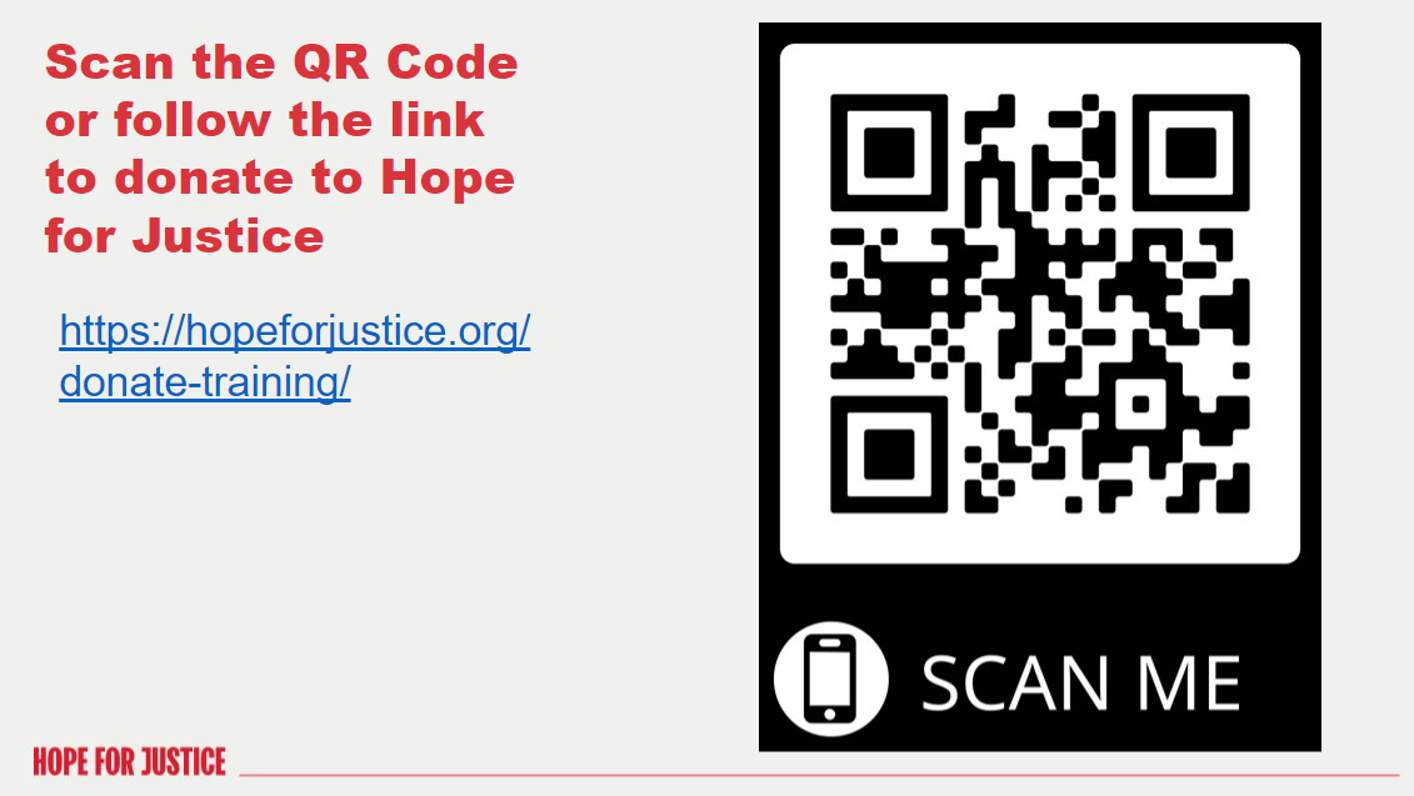 Scan the QR Code
or follow the link
to donate to Hope
for Justice
https://hopeforjustice.org/
donate-training/
SCAN ME
HOPE FOR JUSTICE